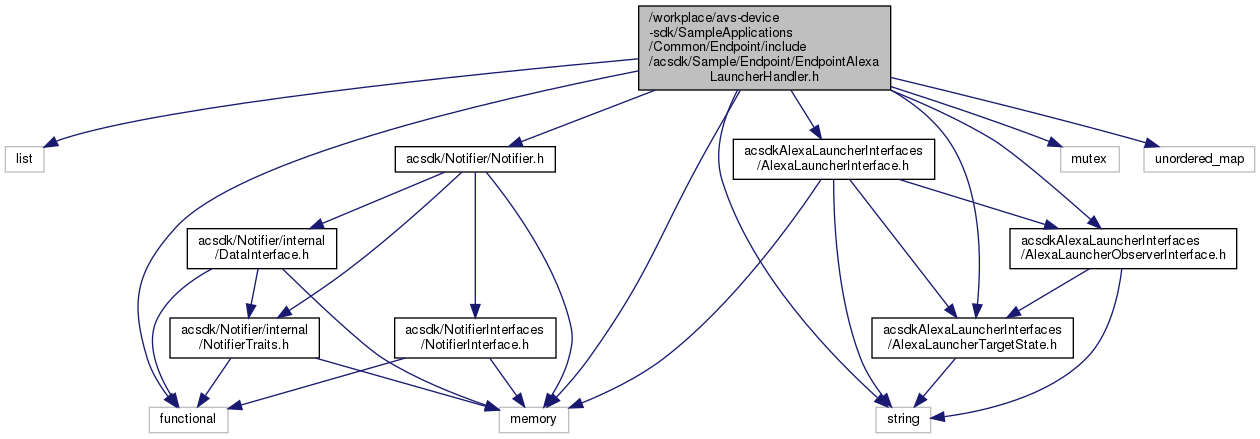 /workplace/avs-device
-sdk/SampleApplications
/Common/Endpoint/include
/acsdk/Sample/Endpoint/EndpointAlexa
LauncherHandler.h
list
acsdk/Notifier/Notifier.h
acsdkAlexaLauncherInterfaces
/AlexaLauncherInterface.h
mutex
unordered_map
acsdk/Notifier/internal
/DataInterface.h
acsdkAlexaLauncherInterfaces
/AlexaLauncherObserverInterface.h
acsdk/Notifier/internal
/NotifierTraits.h
acsdk/NotifierInterfaces
/NotifierInterface.h
acsdkAlexaLauncherInterfaces
/AlexaLauncherTargetState.h
functional
memory
string